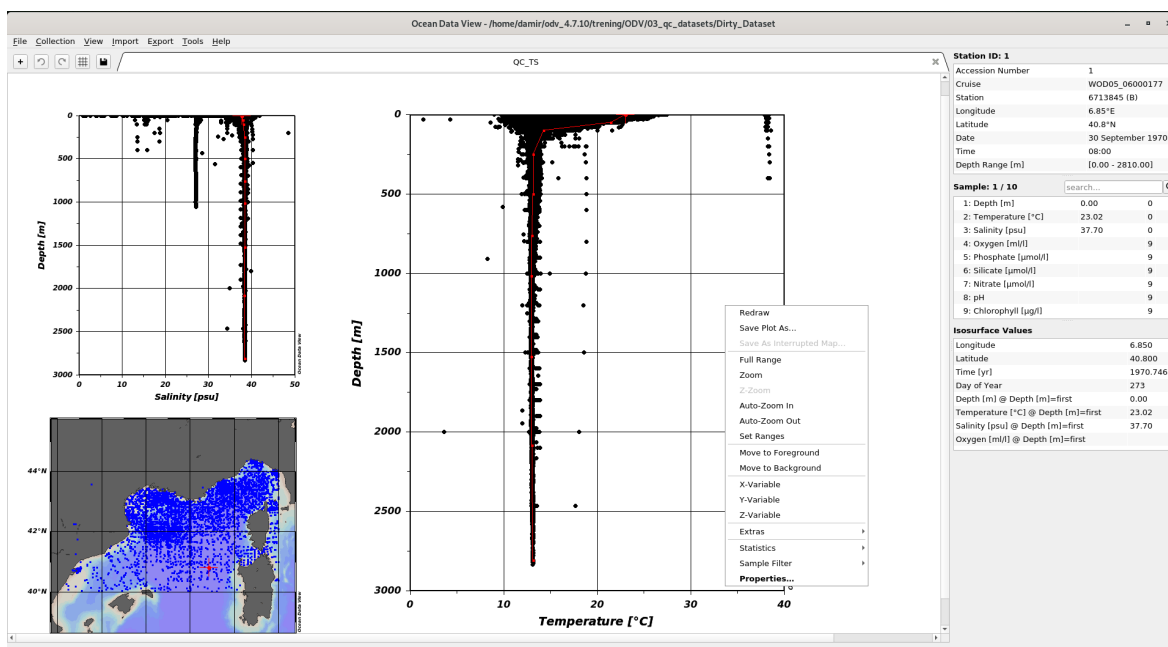 Ocean Data View - /home/damir/odv_4.7.10/trening/ODV/03_qc_datasets/Dirty_Dataset
File Collection View Import Export Tools Help
QC_TS
0
500
1000
1500
2000
2500
3000
Depth [m]
0 10 20 30 40 50
Salinity [psu]
Ocean Data View
44°N
42°N
40°N
Ocean Data View
0
500
1000
1500
2000
2500
3000
Depth [m]
0 10 20 30 40
Temperature [°C]
Redraw
Save Plot As...
Save As Interrupted Map...
Full Range
Zoom
Z-Zoom
Auto-Zoom In
Auto-Zoom Out
Set Ranges
Move to Foreground
Move to Background
X-Variable
Y-Variable
Z-Variable
Extras
Statistics
Sample Filter
Properties...
Station ID: 1
Accession Number 1
Cruise WOD05_06000177
Station 6713845 (B)
Longitude 6.85°E
Latitude 40.8°N
Date 30 September 1970
Time 08:00
Depth Range [m] [0.00 - 2810.00]
Sample: 1 / 10 search...
1: Depth [m] 0.00 0
2: Temperature [°C] 23.02 0
3: Salinity [psu] 37.70 0
4: Oxygen [ml/l] 9
5: Phosphate [µmol/l] 9
6: Silicate [µmol/l] 9
7: Nitrate [µmol/l] 9
8: pH 9
9: Chlorophyll [µg/l] 9
Isosurface Values
Longitude 6.850
Latitude 40.800
Time [yr] 1970.746
Day of Year 273
Depth [m] @ Depth [m]=first 0.00
Temperature [°C] @ Depth [m]=first 23.02
Salinity [psu] @ Depth [m]=first 37.70
Oxygen [ml/l] @ Depth [m]=first